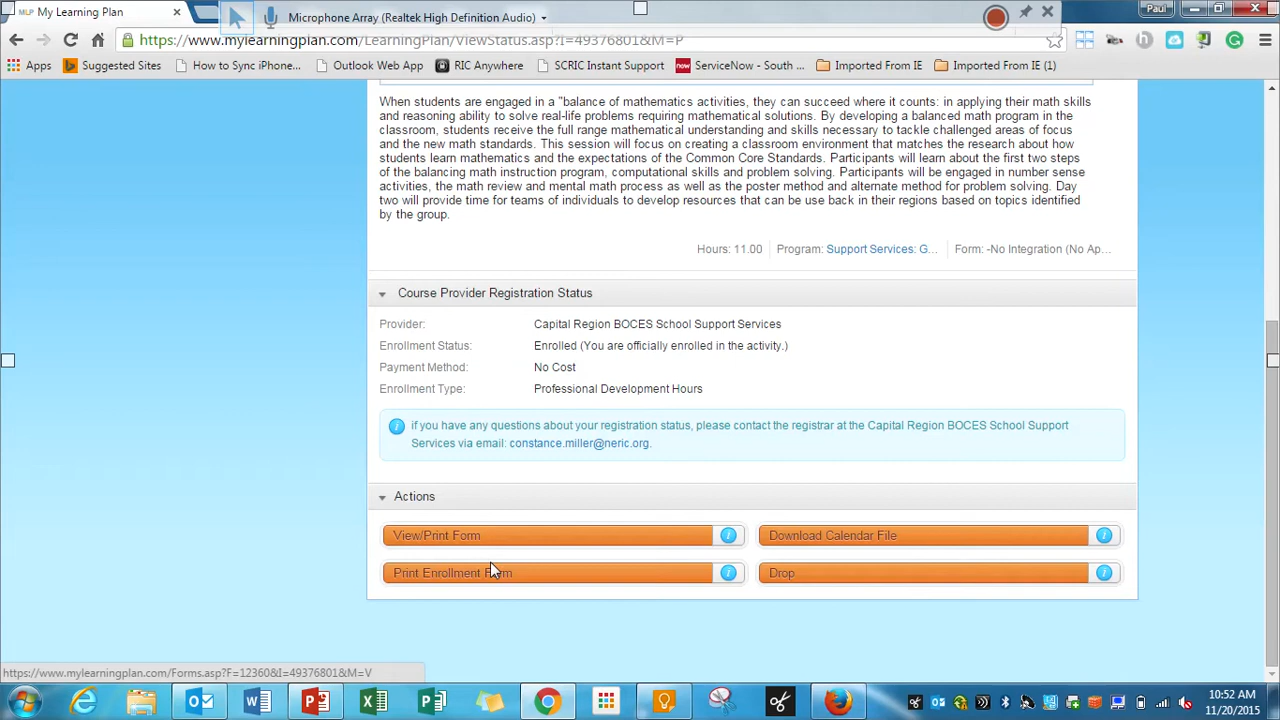 MLP My Learning Plan
Microphone Array (Realtek High Definition Audio)
Paul
https://www.mylearningplan.com/LearningPlan/ViewStatus.asp?I=49376801&M=P
Apps
Suggested Sites
How to Sync iPhone...
Outlook Web App
RIC Anywhere
SCRIC Instant Support
now ServiceNow - South ...
Imported From IE
Imported From IE (1)
When students are engaged in a "balance of mathematics activities, they can succeed where it counts: in applying their math skills
and reasoning ability to solve real-life problems requiring mathematical solutions. By developing a balanced math program in the
classroom, students receive the full range mathematical understanding and skills necessary to tackle challenged areas of focus
and the new math standards. This session will focus on creating a classroom environment that matches the research about how
students learn mathematics and the expectations of the Common Core Standards. Participants will learn about the first two steps
of the balancing math instruction program, computational skills and problem solving. Participants will be engaged in number sense
activities, the math review and mental math process as well as the poster method and alternate method for problem solving. Day
two will provide time for teams of individuals to develop resources that can be use back in their regions based on topics identified
by the group.
Hours: 11.00
Program: Support Services: G...
Form: -No Integration (No Ap...
Course Provider Registration Status
Provider: Capital Region BOCES School Support Services
Enrollment Status: Enrolled (You are officially enrolled in the activity.)
Payment Method: No Cost
Enrollment Type: Professional Development Hours
if you have any questions about your registration status, please contact the registrar at the Capital Region BOCES School Support
Services via email: constance.miller@neric.org.
Actions
View/Print Form
Download Calendar File
Print Enrollment Form
Drop
https://www.mylearningplan.com/Forms.asp?F=12360&I=49376801&M=V
10:52 AM
11/20/2015